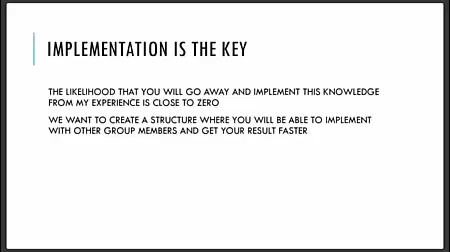 IMPLEMENTATION IS THE KEY
THE LIKELIHOOD THAT YOU WILL GO AWAY AND IMPLEMENT THIS KNOWLEDGE
FROM MY EXPERIENCE IS CLOSE TO ZERO
WE WANT TO CREATE A STRUCTURE WHERE YOU WILL BE ABLE TO IMPLEMENT
WITH OTHER GROUP MEMBERS AND GET YOUR RESULT FASTER